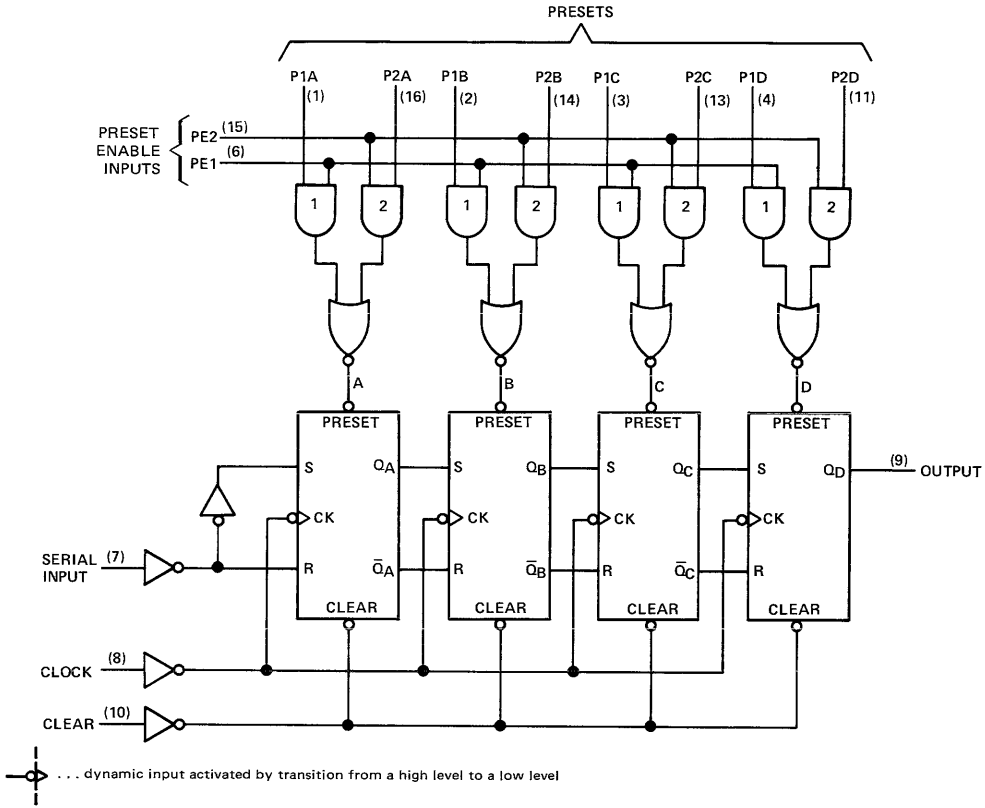 PRESETS
P1A P2A P1B P2B P1C P2C P1D P2D
(1) (16) (2) (14) (3) (13) (4) (11)
PRESET
ENABLE
INPUTS
PE2 (15)
PE1 (6)
1 2 1 2 1 2 1 2
A B C D
PRESET PRESET PRESET PRESET
S QA S QB S QC S QD (9) OUTPUT
CK CK CK CK
SERIAL
INPUT
(7)
R Q̅A R Q̅B R Q̅C R
CLEAR CLEAR CLEAR CLEAR
CLOCK (8)
CLEAR (10)
. . . dynamic input activated by transition from a high level to a low level